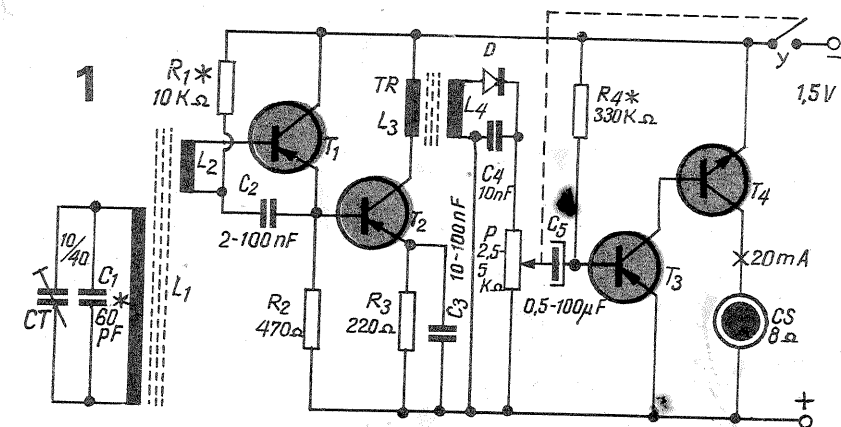 1
R1*
10 KΩ
T1
L2
C2
2-100nF
10/40
CT
C1
*
60
pF
L1
R2
470Ω
TR
L3
L4
D
C4
10nF
T2
R3
220Ω
C3
10-100nF
P
2,5-
5
KΩ
C5
0,5-100µF
R4*
330KΩ
T3
T4
20mA
CS
8Ω
y
-
1,5V
+